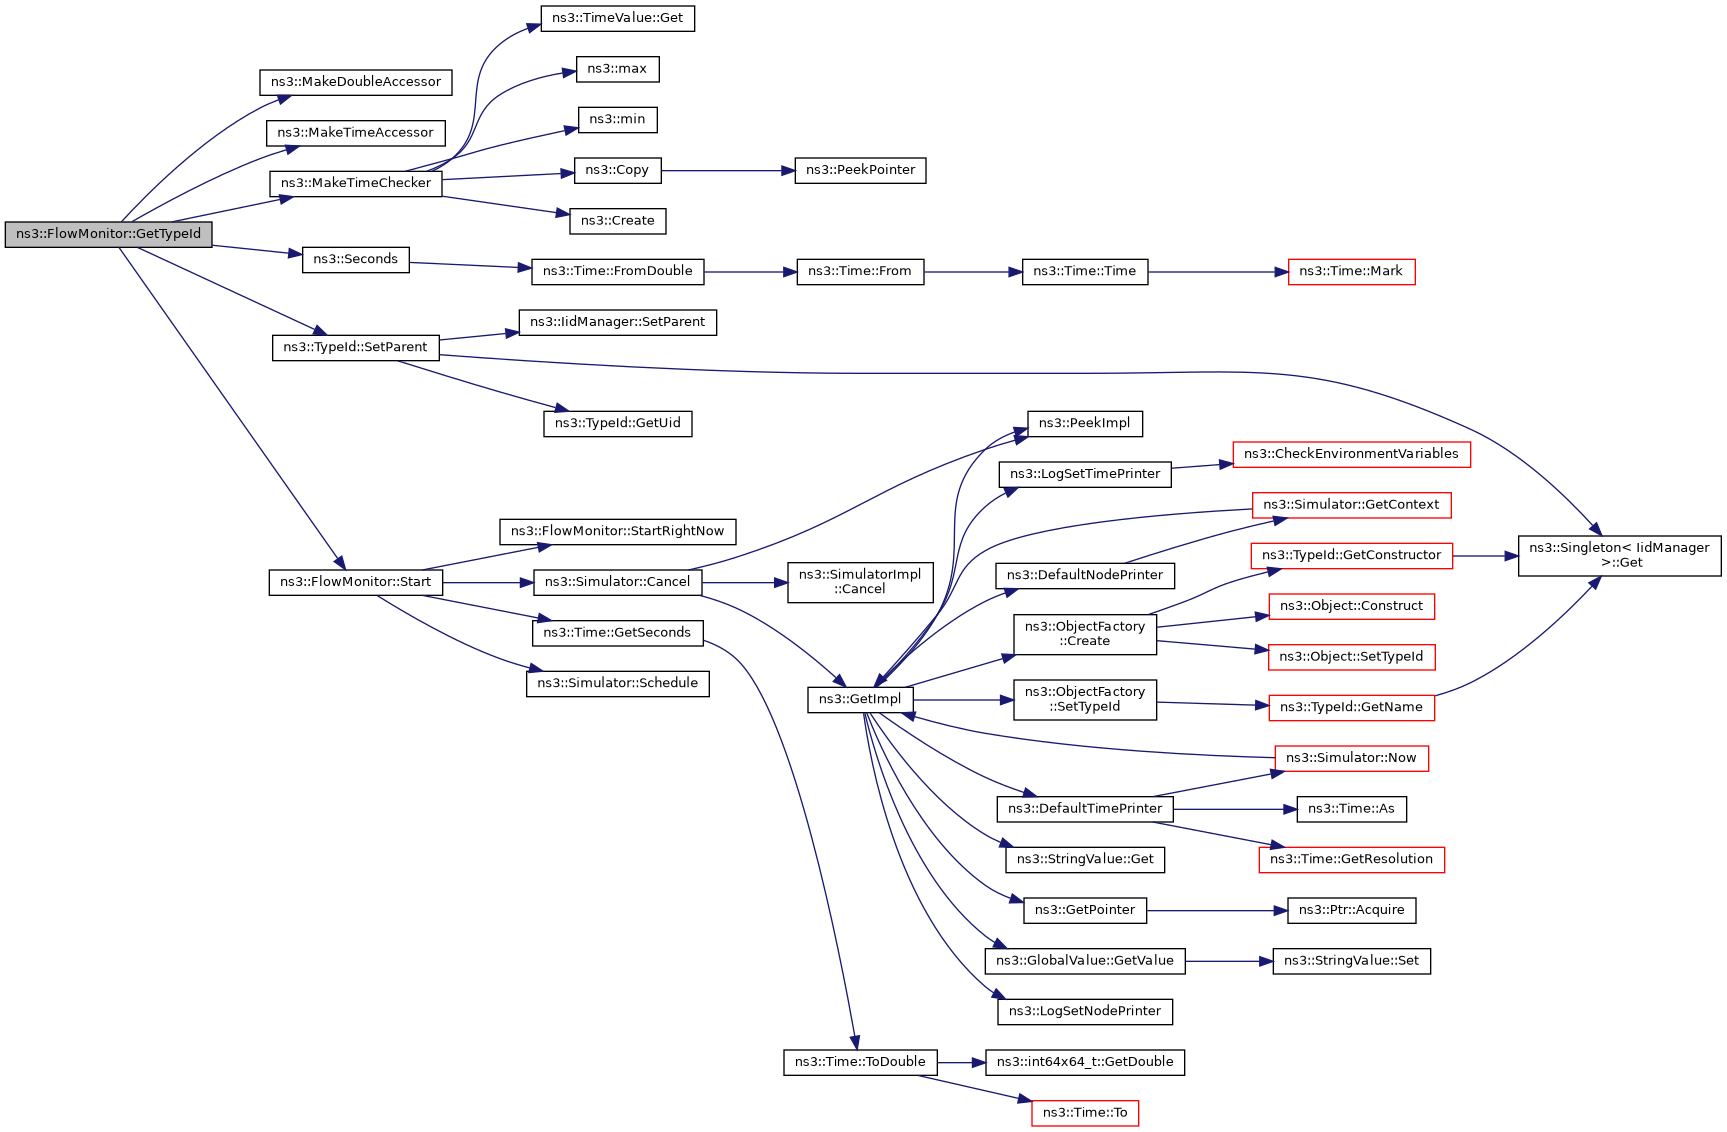 ns3::TimeValue::Get
ns3::max
ns3::MakeDoubleAccessor
ns3::min
ns3::MakeTimeAccessor
ns3::Copy
ns3::PeekPointer
ns3::MakeTimeChecker
ns3::Create
ns3::FlowMonitor::GetTypeId
ns3::Seconds
ns3::Time::FromDouble
ns3::Time::From
ns3::Time::Time
ns3::Time::Mark
ns3::IidManager::SetParent
ns3::TypeId::SetParent
ns3::TypeId::GetUid
ns3::PeekImpl
ns3::LogSetTimePrinter
ns3::CheckEnvironmentVariables
ns3::Simulator::GetContext
ns3::FlowMonitor::StartRightNow
ns3::Singleton< IidManager
>::Get
ns3::TypeId::GetConstructor
ns3::FlowMonitor::Start
ns3::Simulator::Cancel
ns3::SimulatorImpl
::Cancel
ns3::DefaultNodePrinter
ns3::Object::Construct
ns3::Time::GetSeconds
ns3::ObjectFactory
::Create
ns3::Object::SetTypeId
ns3::Simulator::Schedule
ns3::GetImpl
ns3::ObjectFactory
::SetTypeId
ns3::TypeId::GetName
ns3::Simulator::Now
ns3::DefaultTimePrinter
ns3::Time::As
ns3::StringValue::Get
ns3::Time::GetResolution
ns3::GetPointer
ns3::Ptr::Acquire
ns3::GlobalValue::GetValue
ns3::StringValue::Set
ns3::LogSetNodePrinter
ns3::Time::ToDouble
ns3::int64x64_t::GetDouble
ns3::Time::To